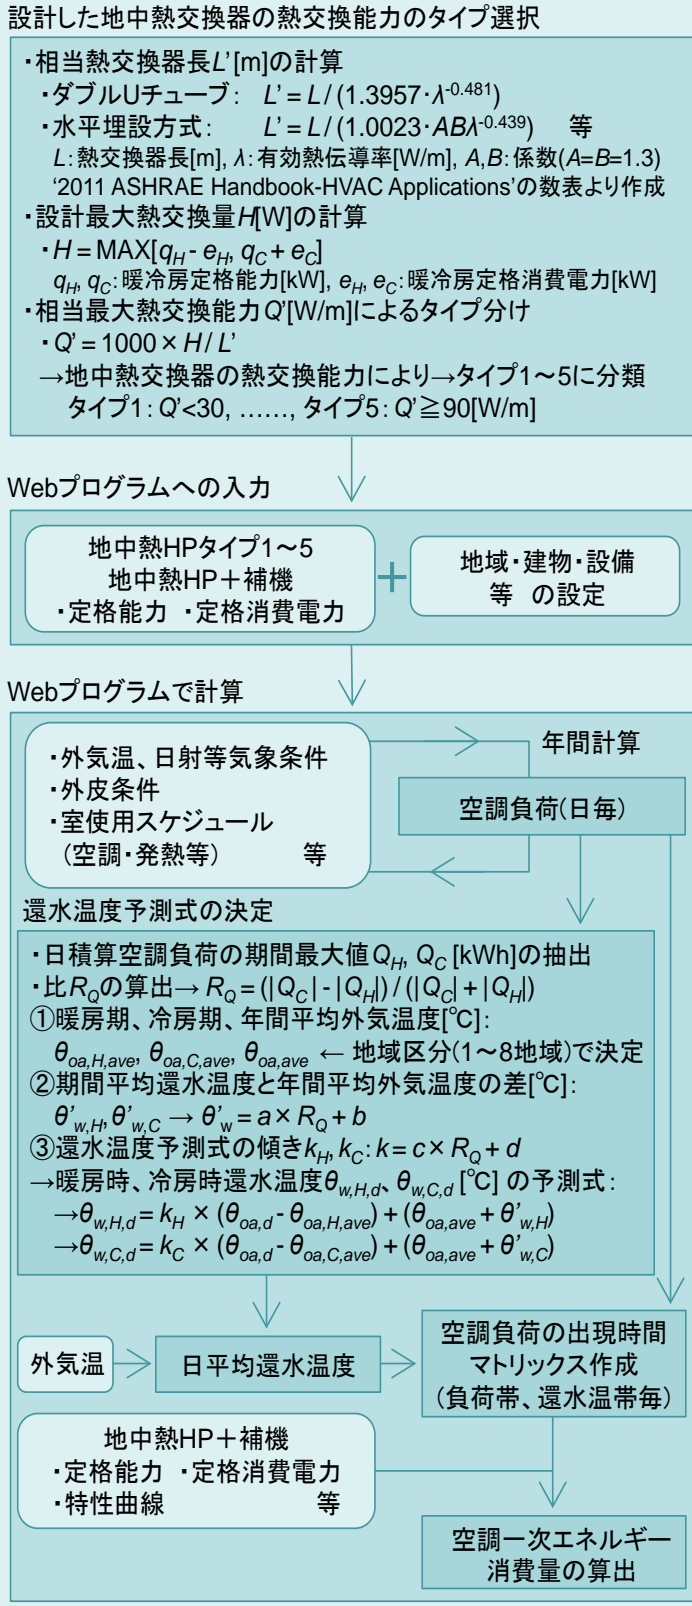 設計した地中熱交換器の熱交換能力のタイプ選択
・相当熱交換器長L’[m]の計算
・ダブルUチューブ： L’ = L / (1.3957·λ-0.481)
・水平埋設方式： L’ = L / (1.0023·ABλ-0.439) 等
L：熱交換器長[m], λ：有効熱伝導率[W/m], A,B：係数(A=B=1.3)
‘2011 ASHRAE Handbook-HVAC Applications’の数表より作成
・設計最大熱交換量H[W]の計算
・H = MAX[qH - eH, qC + eC]
qH, qC：暖冷房定格能力[kW], eH, eC：暖冷房定格消費電力[kW]
・相当最大熱交換能力Q’[W/m]によるタイプ分け
・Q’ = 1000 × H / L’
→地中熱交換器の熱交換能力により→タイプ1～5に分類
タイプ1：Q’<30, ……, タイプ5：Q’≧90[W/m]
Webプログラムへの入力
地中熱HPタイプ1～5
地中熱HP＋補機
・定格能力 ・定格消費電力
＋
地域・建物・設備
等 の設定
Webプログラムで計算
・外気温、日射等気象条件
・外皮条件
・室使用スケジュール
(空調・発熱等) 等
年間計算
空調負荷(日毎)
還水温度予測式の決定
・日積算空調負荷の期間最大値QH, QC [kWh]の抽出
・比RQの算出→ RQ = (|QC| - |QH|) / (|QC| + |QH|)
①暖房期、冷房期、年間平均外気温度[℃]：
θoa,H,ave, θoa,C,ave, θoa,ave ← 地域区分(1～8地域)で決定
②期間平均還水温度と年間平均外気温度の差[℃]：
θ’w,H,θ’w,C → θ’w = a × RQ + b
③還水温度予測式の傾きkH, kC：k = c × RQ + d
→暖房時、冷房時還水温度θw,H,d、θw,C,d [℃] の予測式：
→θw,H,d = kH × (θoa,d - θoa,H,ave) + (θoa,ave + θ’w,H)
→θw,C,d = kC × (θoa,d - θoa,C,ave) + (θoa,ave + θ’w,C)
外気温
日平均還水温度
空調負荷の出現時間
マトリックス作成
(負荷帯、還水温帯毎)
地中熱HP＋補機
・定格能力 ・定格消費電力
・特性曲線 等
空調一次エネルギー
消費量の算出